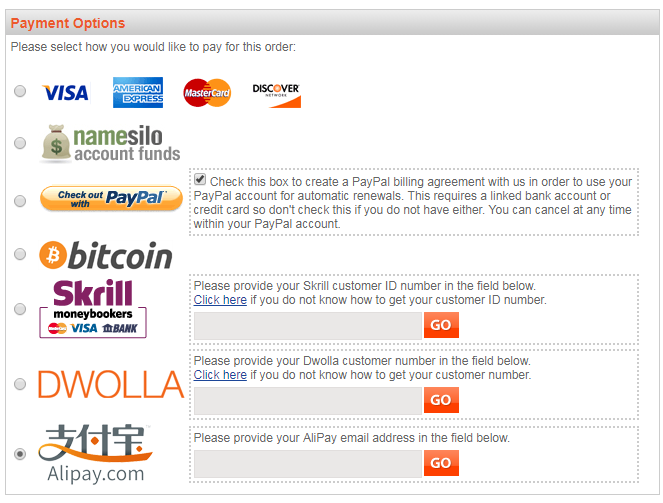 Payment Options
Please select how you would like to pay for this order:
VISA
AMERICAN EXPRESS
MasterCard
DISCOVER
NETWORK
namesilo
account funds
Check out with PayPal
Check this box to create a PayPal billing agreement with us in order to use your
PayPal account for automatic renewals. This requires a linked bank account or
credit card so don't check this if you do not have either. You can cancel at any time
within your PayPal account.
bitcoin
Skrill
moneybookers
MasterCard VISA BANK
Please provide your Skrill customer ID number in the field below.
Click here if you do not know how to get your customer ID number.
GO
DWOLLA
Please provide your Dwolla customer number in the field below.
Click here if you do not know how to get your customer number.
GO
支付宝
Alipay.com
Please provide your AliPay email address in the field below.
GO